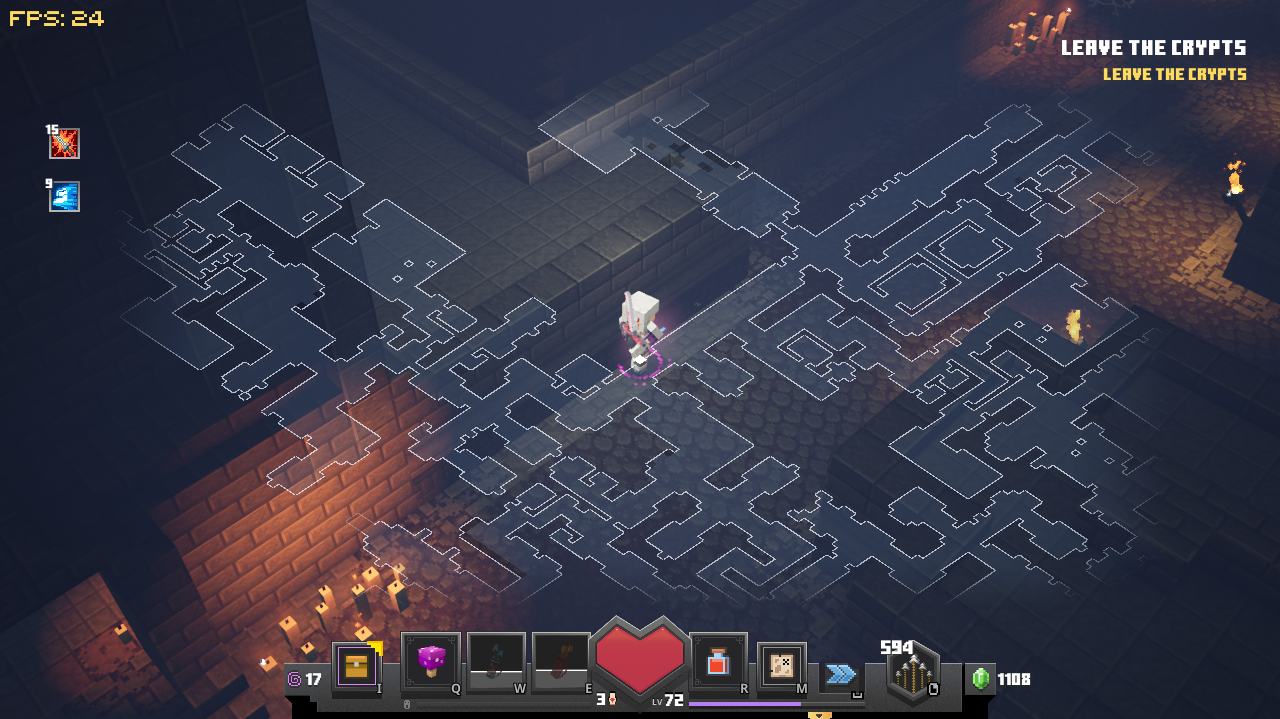 FPS: 24
LEAVE THE CRYPTS
LEAVE THE CRYPTS
15
9
594
17
I
Q
W
E
3
LV 72
R
M
1108